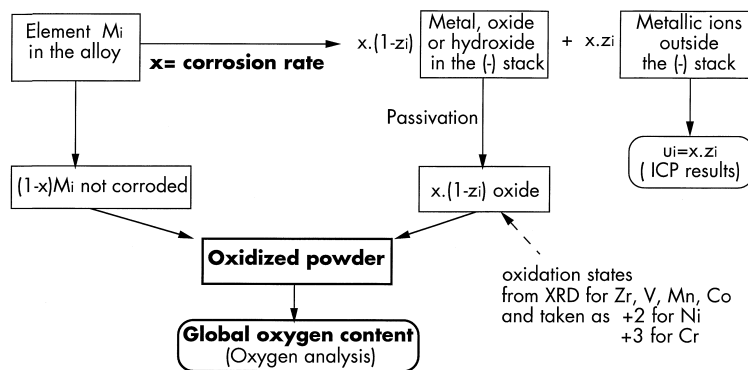 Element Mi
in the alloy
x= corrosion rate
x.(1-zi)
Metal, oxide
or hydroxide
in the (-) stack
+ x.zi
Metallic ions
outside
the (-) stack
Passivation
ui=x.zi
( ICP results)
(1-x)Mi not corroded
x.(1-zi) oxide
Oxidized powder
oxidation states
from XRD for Zr, V, Mn, Co
and taken as +2 for Ni
+3 for Cr
Global oxygen content
(Oxygen analysis)